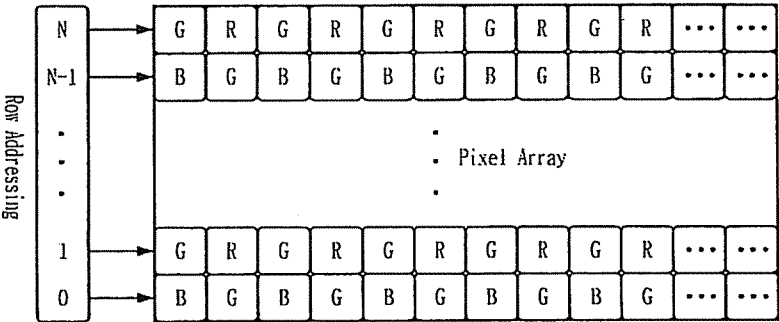 N G R G R G R G R G R ... ...
N-1 B G B G B G B G B G ... ...
Row Addressing
Pixel Array
1 G R G R G R G R G R ... ...
0 B G B G B G B G B G ... ...